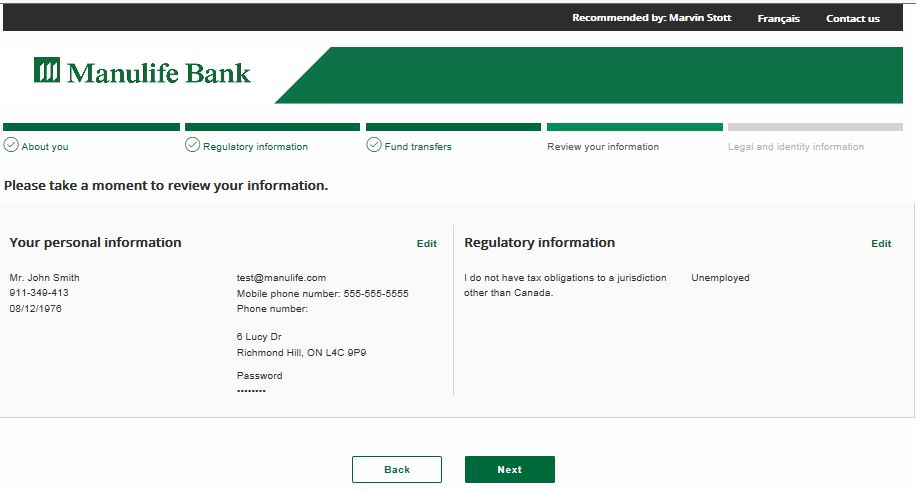 Recommended by: Marvin Stott Français Contact us
Manulife Bank
About you Regulatory information Fund transfers Review your information Legal and identity information
Please take a moment to review your information.
Your personal information Edit
Mr. John Smith
911-349-413
08/12/1976
test@manulife.com
Mobile phone number: 555-555-5555
Phone number:
6 Lucy Dr
Richmond Hill, ON L4C 9P9
Password
••••••••
Regulatory information Edit
I do not have tax obligations to a jurisdiction
other than Canada.
Unemployed
Back Next